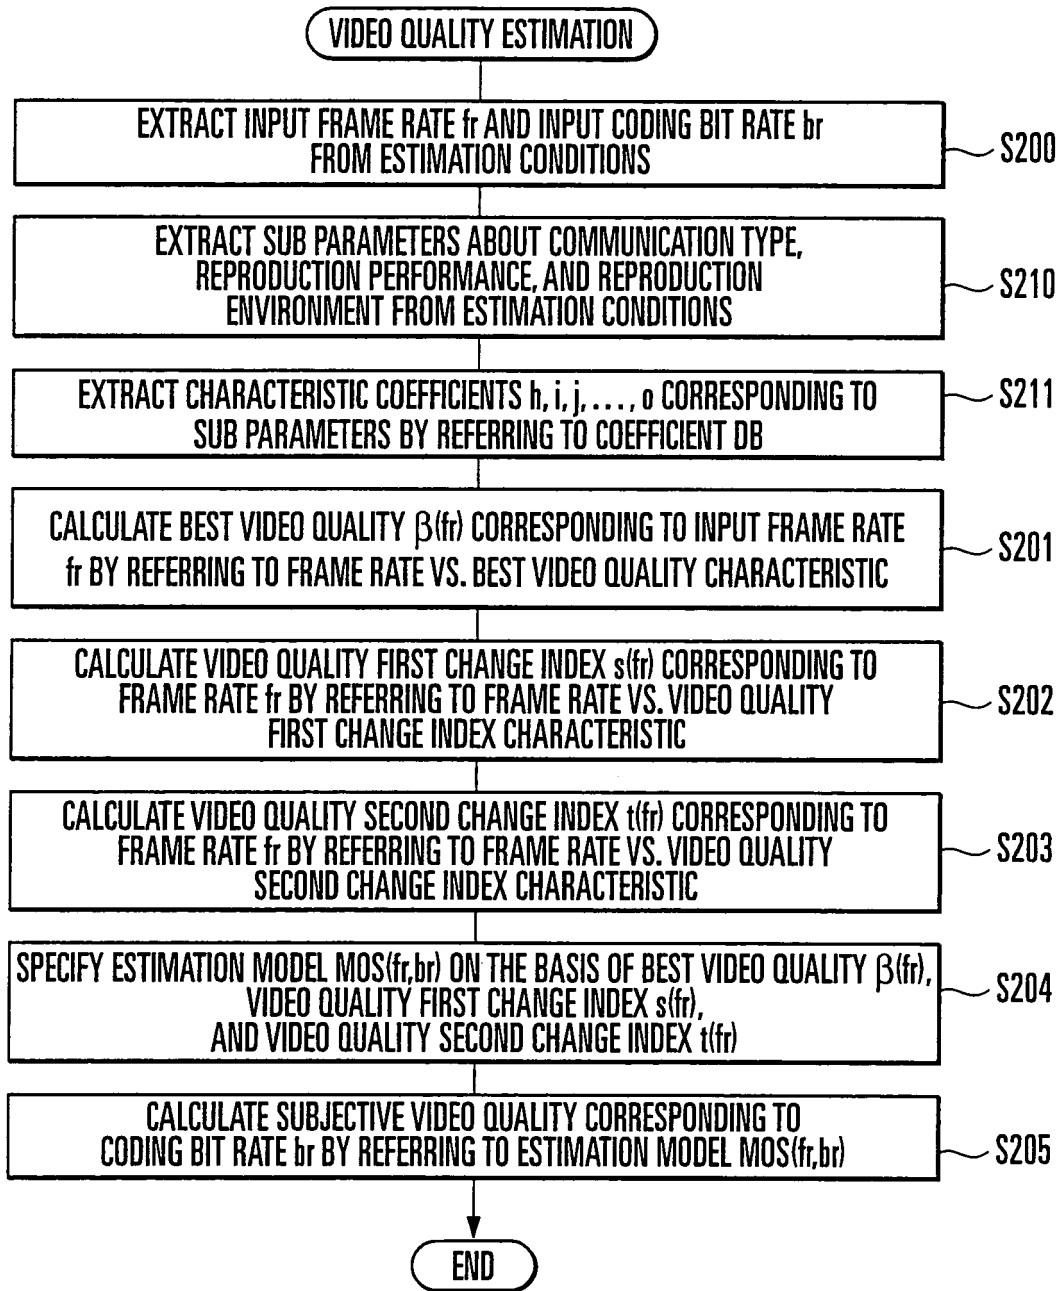 VIDEO QUALITY ESTIMATION
EXTRACT INPUT FRAME RATE fr AND INPUT CODING BIT RATE br
FROM ESTIMATION CONDITIONS
S200
EXTRACT SUB PARAMETERS ABOUT COMMUNICATION TYPE,
REPRODUCTION PERFORMANCE, AND REPRODUCTION
ENVIRONMENT FROM ESTIMATION CONDITIONS
S210
EXTRACT CHARACTERISTIC COEFFICIENTS h, i, j, . . . , o CORRESPONDING TO
SUB PARAMETERS BY REFERRING TO COEFFICIENT DB
S211
CALCULATE BEST VIDEO QUALITY β(fr) CORRESPONDING TO INPUT FRAME RATE
fr BY REFERRING TO FRAME RATE VS. BEST VIDEO QUALITY CHARACTERISTIC
S201
CALCULATE VIDEO QUALITY FIRST CHANGE INDEX s(fr) CORRESPONDING TO
FRAME RATE fr BY REFERRING TO FRAME RATE VS. VIDEO QUALITY
FIRST CHANGE INDEX CHARACTERISTIC
S202
CALCULATE VIDEO QUALITY SECOND CHANGE INDEX t(fr) CORRESPONDING TO
FRAME RATE fr BY REFERRING TO FRAME RATE VS. VIDEO QUALITY
SECOND CHANGE INDEX CHARACTERISTIC
S203
SPECIFY ESTIMATION MODEL MOS(fr,br) ON THE BASIS OF BEST VIDEO QUALITY β(fr),
VIDEO QUALITY FIRST CHANGE INDEX s(fr),
AND VIDEO QUALITY SECOND CHANGE INDEX t(fr)
S204
CALCULATE SUBJECTIVE VIDEO QUALITY CORRESPONDING TO
CODING BIT RATE br BY REFERRING TO ESTIMATION MODEL MOS(fr,br)
S205
END